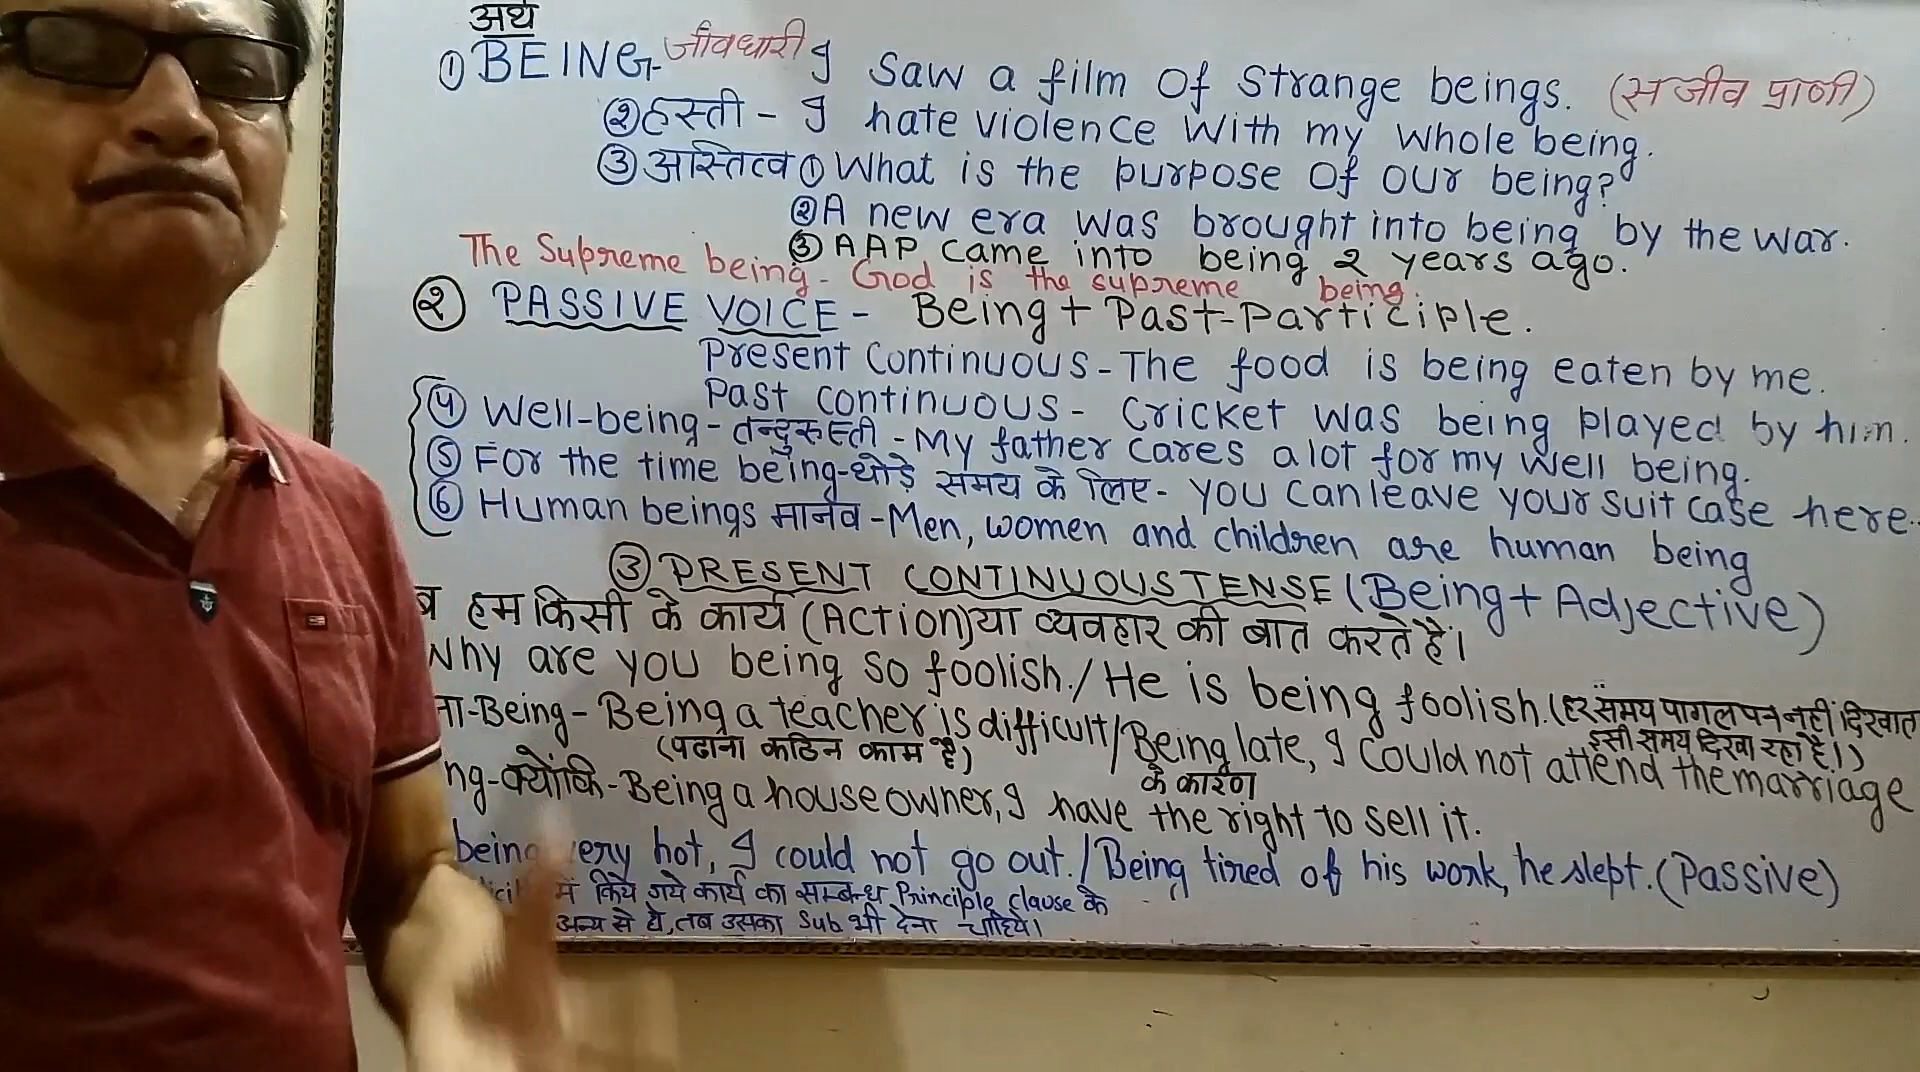 अर्थ
① BEING- जीवधारी I saw a film of strange beings. (सजीव प्राणी)
② हस्ती - I hate violence with my whole being.
③ अस्तित्व ① What is the purpose of our being?
② A new era was brought into being by the war.
③ AAP came into being 2 years ago.
The Supreme being - God is the supreme being.
② PASSIVE VOICE - Being + Past-Participle.
Present Continuous - The food is being eaten by me.
Past continuous - Cricket was being played by him.
④ Well-being - तन्दुरुस्ती - My father cares a lot for my well being.
⑤ For the time being - थोड़े समय के लिए - You can leave your suit case here.
⑥ Human beings मानव - Men, women and children are human being
③ PRESENT CONTINUOUS TENSE (Being + Adjective)
ब हम किसी के कार्य (Action) या व्यवहार की बात करते है।
Why are you being so foolish. / He is being foolish. (हर समय पागलपन नहीं दिखात
इसी समय दिखा रहा है।)
ना-Being - Being a teacher is difficult / Being late, I could not attend the marriage
(पढाना कठिन काम है) के कारण
ng-क्योंकि - Being a house owner, I have the right to sell it.
being very hot, I could not go out. / Being tired of his work, he slept. (Passive)
में किये गये कार्य का सम्बन्ध Principle clause के
अन्य से हो, तब उसका Sub भी देना चाहिये।